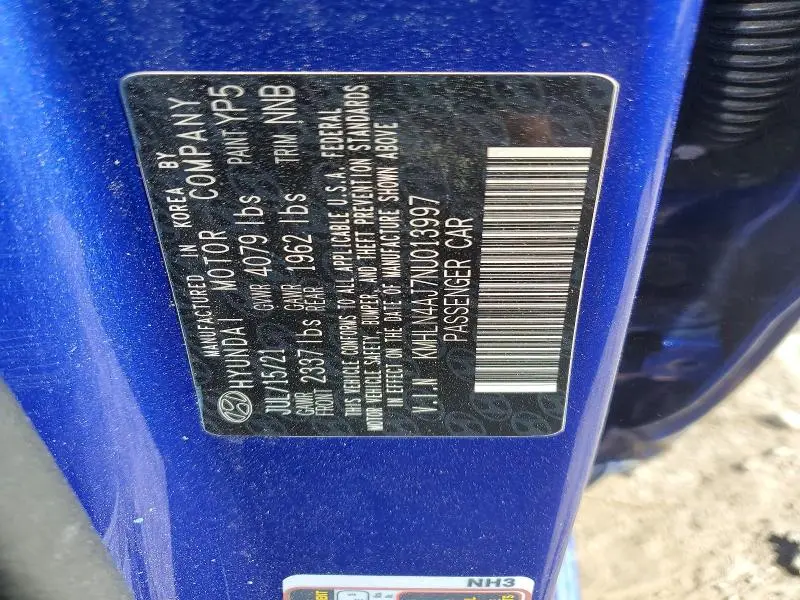 MANUFACTURED IN KOREA BY
HYUNDAI MOTOR COMPANY
JUL/15/21 GVWR 4079 lbs PAINT YP5
GAWR FRONT 2387 lbs GAWR REAR 1962 lbs TRIM NNB
THIS VEHICLE CONFORMS TO ALL APPLICABLE U.S.A. FEDERAL
MOTOR VEHICLE SAFETY, BUMPER, AND THEFT PREVENTION STANDARDS
IN EFFECT ON THE DATE OF MANUFACTURE SHOWN ABOVE
V.I.N KMHLN4AJ7NU013997
PASSENGER CAR
NH3